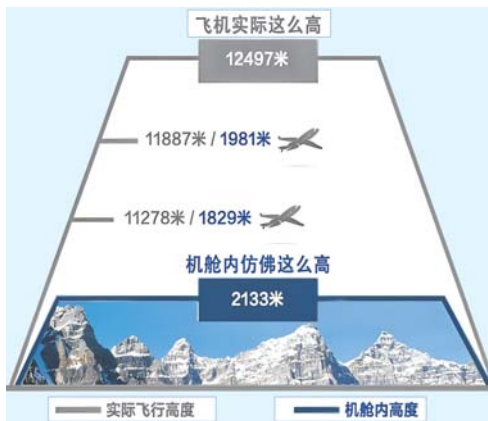 飞机实际这么高
12497米
11887米 / 1981米
11278米 / 1829米
机舱内仿佛这么高
2133米
实际飞行高度
机舱内高度